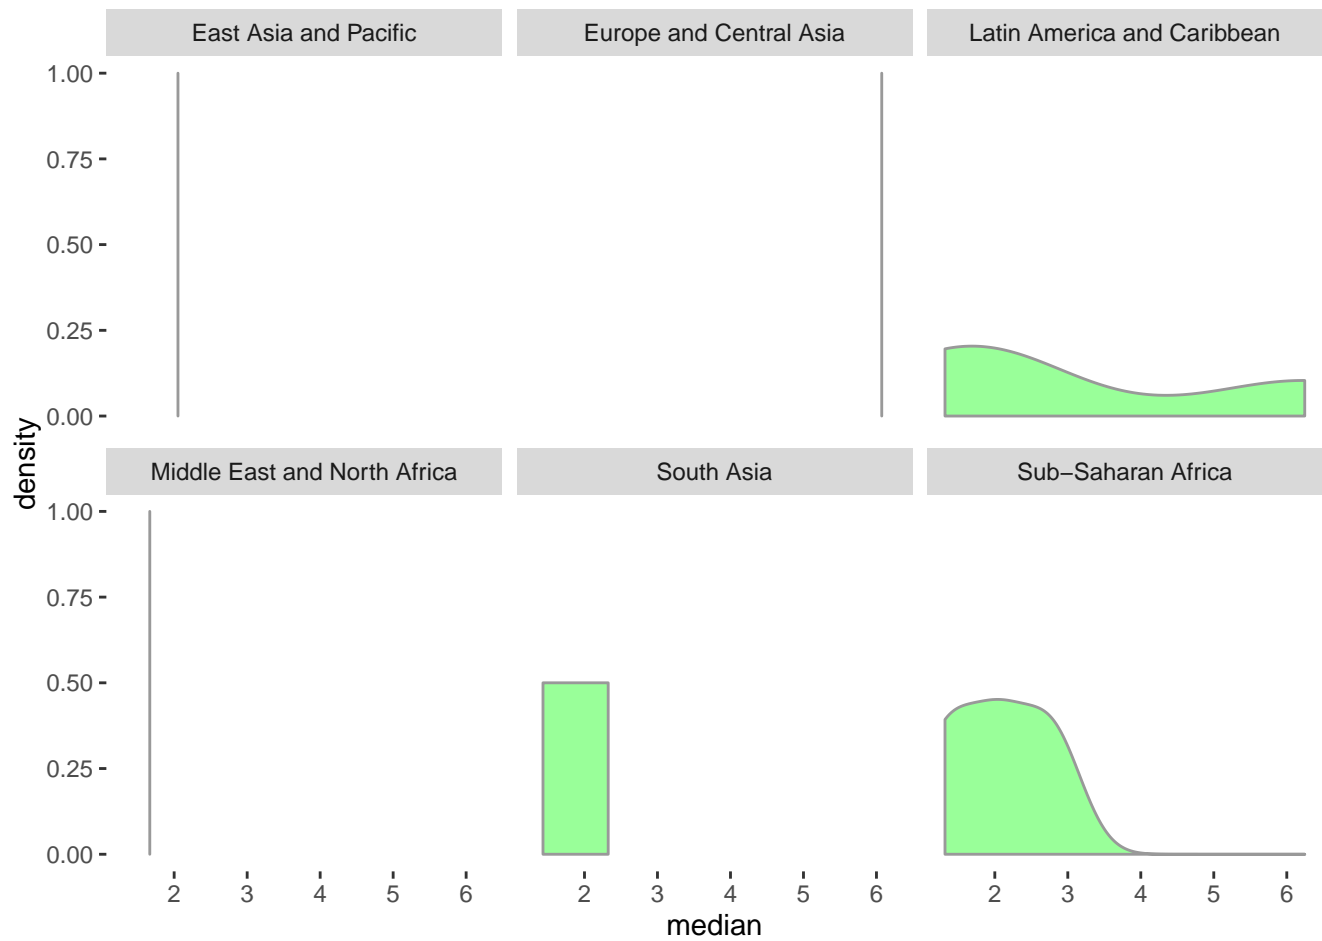 East Asia and Pacific
Europe and Central Asia
Latin America and Caribbean
1.00
0.75
0.50
0.25
0.00
density
Middle East and North Africa
South Asia
Sub−Saharan Africa
1.00
0.75
0.50
0.25
0.00
2 3 4 5 6
2 3 4 5 6
2 3 4 5 6
median